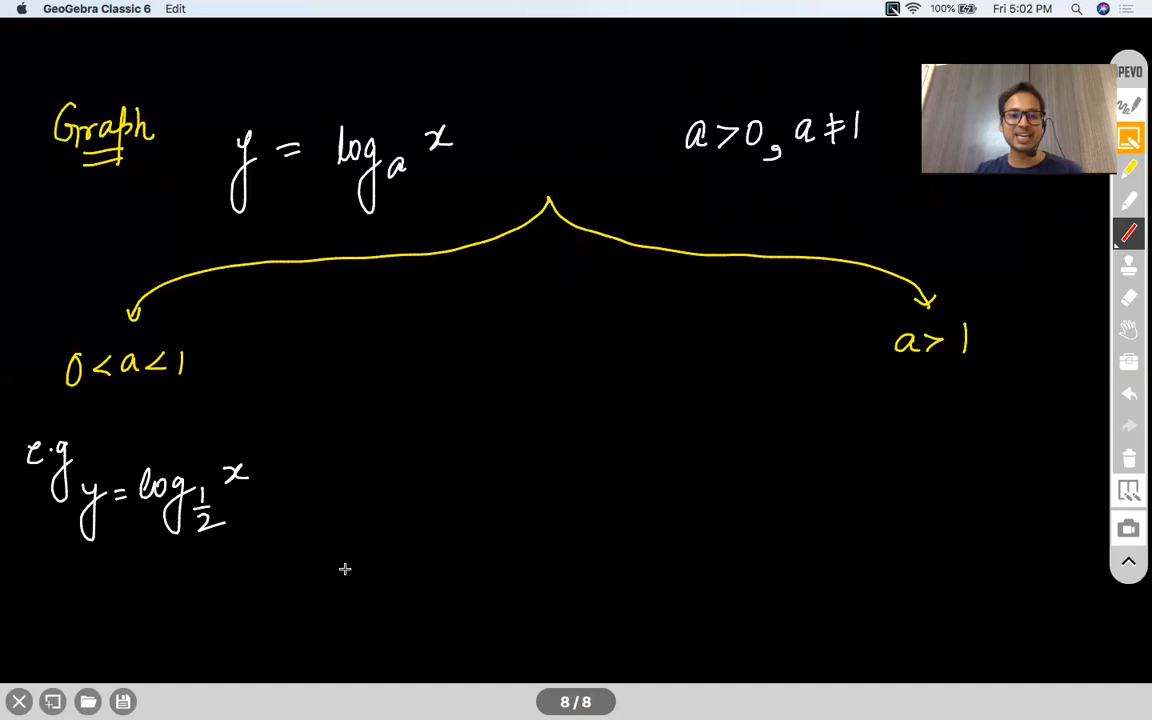 GeoGebra Classic 6 Edit 100% Fri 5:02 PM
IPEVO
Graph y = logₐ x a > 0, a ≠ 1
0 < a < 1 a > 1
e.g
y = log_{1/2} x
8 / 8